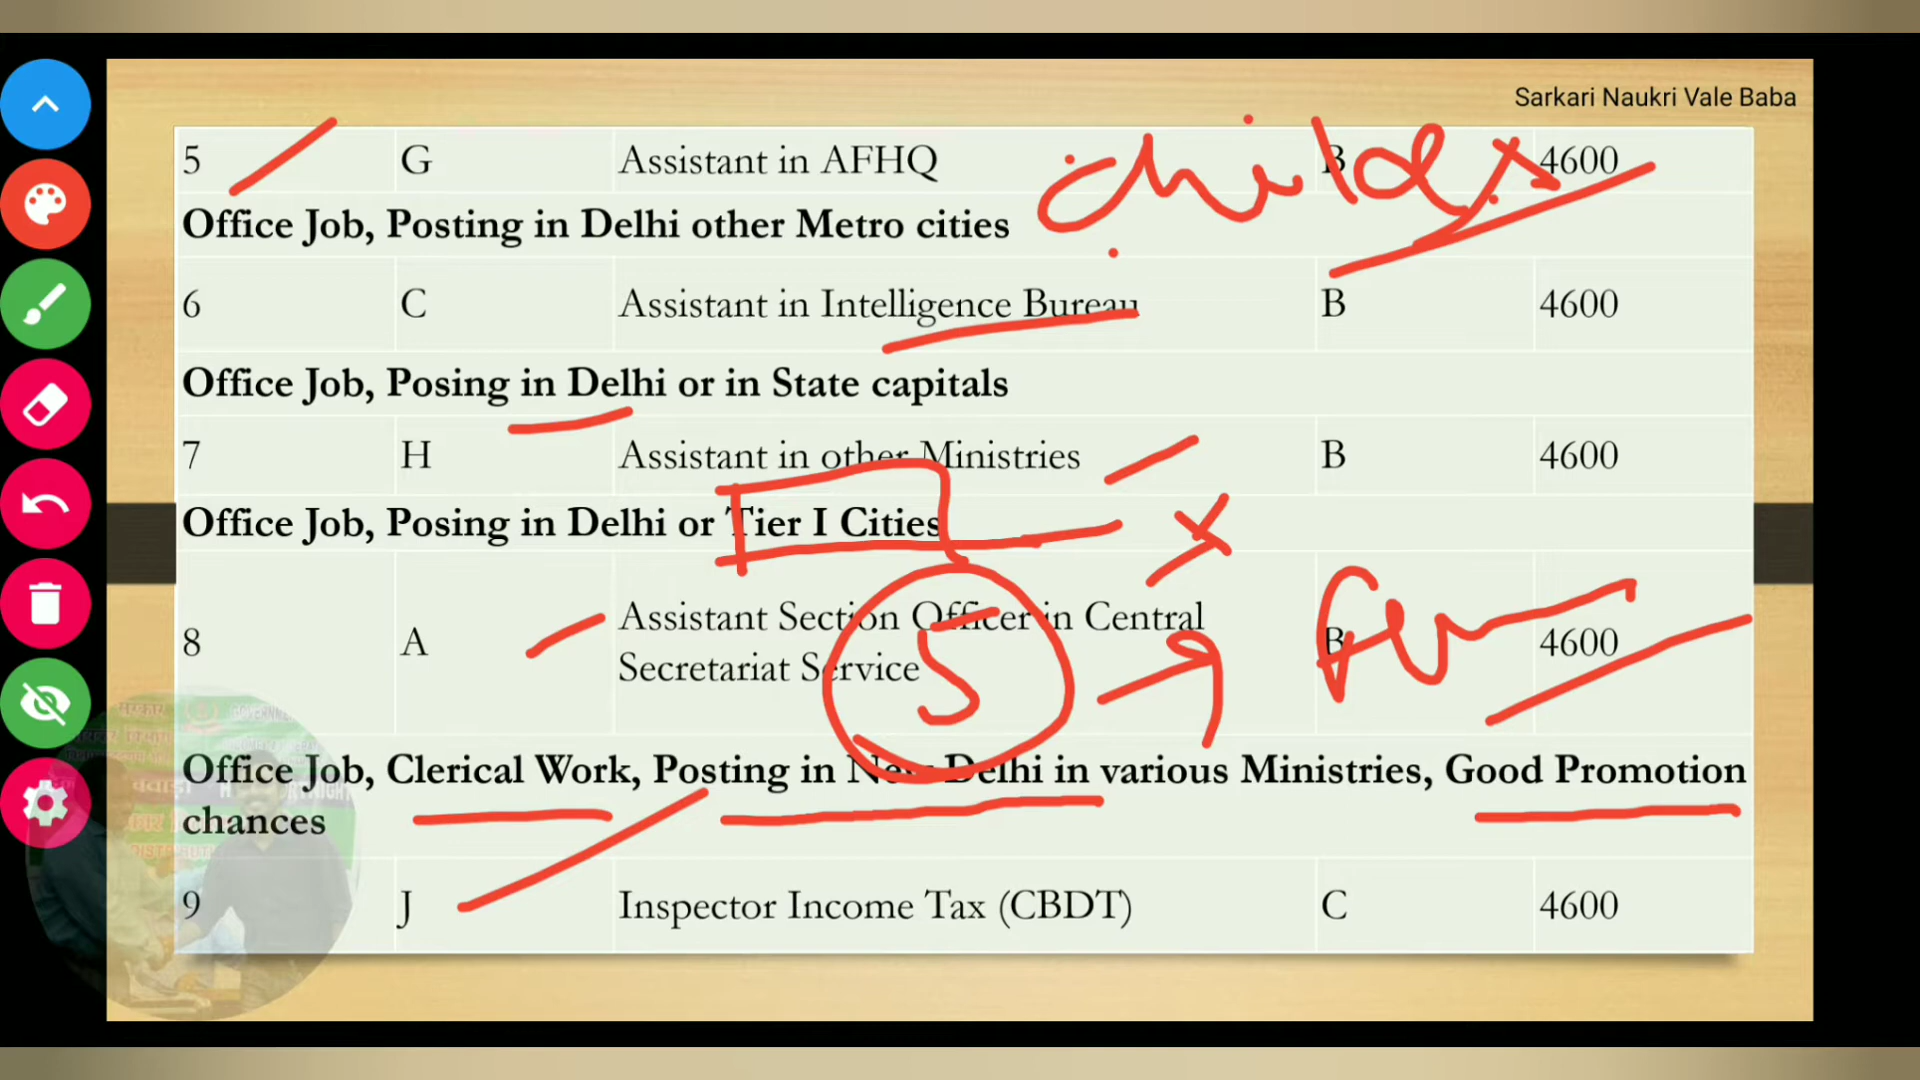 Sarkari Naukri Vale Baba
5 G Assistant in AFHQ B 4600
Office Job, Posting in Delhi other Metro cities
6 C Assistant in Intelligence Bureau B 4600
Office Job, Posing in Delhi or in State capitals
7 H Assistant in other Ministries B 4600
Office Job, Posing in Delhi or Tier I Cities
8 A Assistant Section Officer in Central
Secretariat Service B 4600
5
Office Job, Clerical Work, Posting in New Delhi in various Ministries, Good Promotion
chances
9 J Inspector Income Tax (CBDT) C 4600